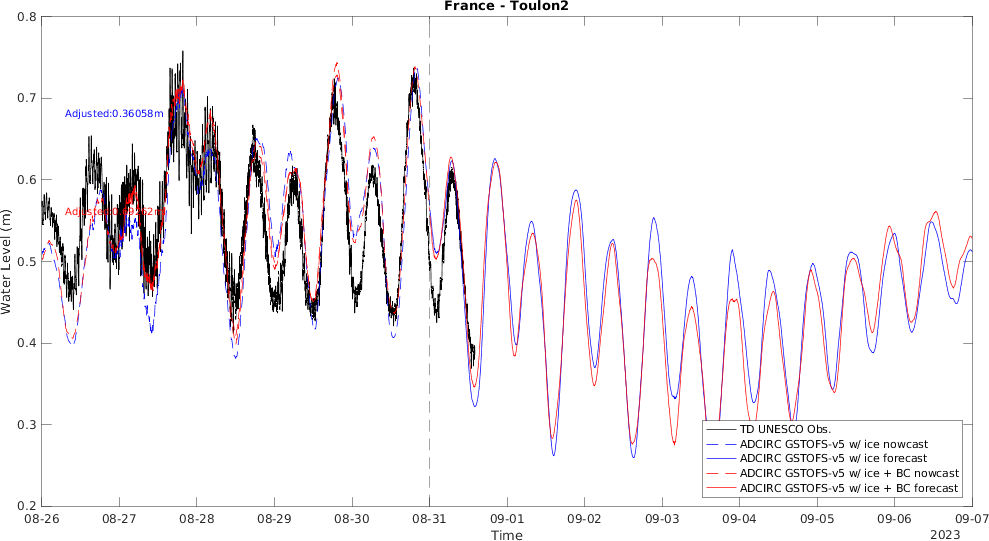 France - Toulon2
Water Level (m)
0.8
0.7
0.6
0.5
0.4
0.3
0.2
Adjusted:0.36058m
TD UNESCO Obs.
ADCIRC GSTOFS-v5 w/ ice nowcast
ADCIRC GSTOFS-v5 w/ ice forecast
ADCIRC GSTOFS-v5 w/ ice + BC nowcast
ADCIRC GSTOFS-v5 w/ ice + BC forecast
08-26 08-27 08-28 08-29 08-30 08-31 09-01 09-02 09-03 09-04 09-05 09-06 09-07
Time
2023